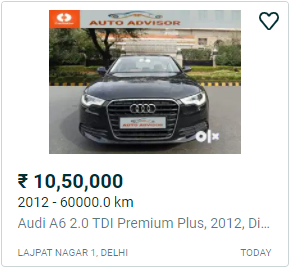 AUTO ADVISOR
AUTO ADVISOR
OLX
₹ 10,50,000
2012 - 60000.0 km
Audi A6 2.0 TDI Premium Plus, 2012, Di...
LAJPAT NAGAR 1, DELHI
TODAY